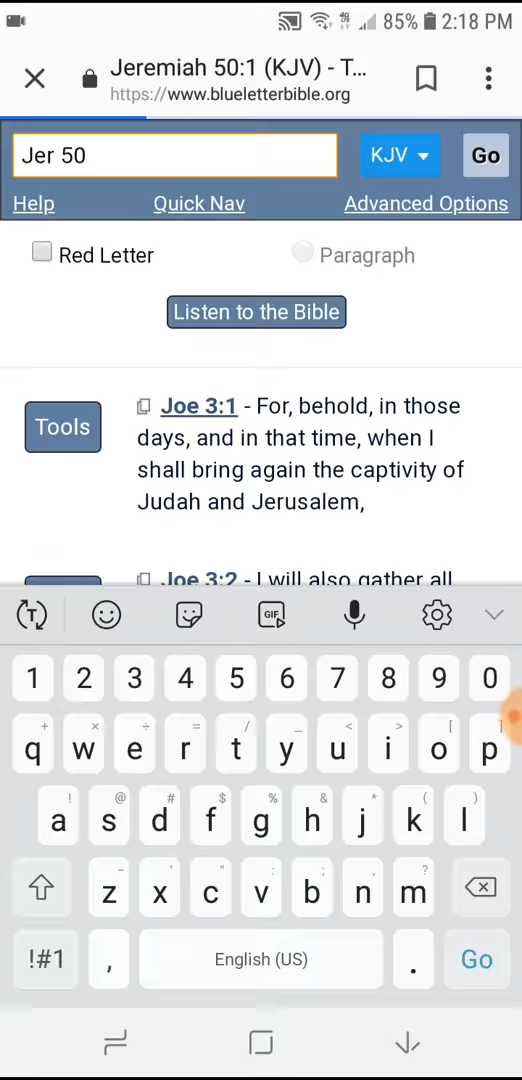 85% 2:18 PM
Jeremiah 50:1 (KJV) - T...
https://www.blueletterbible.org
Jer 50 KJV Go
Help Quick Nav Advanced Options
Red Letter Paragraph
Listen to the Bible
Tools
Joe 3:1 - For, behold, in those
days, and in that time, when I
shall bring again the captivity of
Judah and Jerusalem,
Joe 3:2 - I will also gather all
T GIF
1 2 3 4 5 6 7 8 9 0
+ × ÷ = / _ < > [ ]
q w e r t y u i o p
! @ # $ % & * ( )
a s d f g h j k l
- ' " : ; , ?
z x c v b n m
!#1 , English (US) . Go